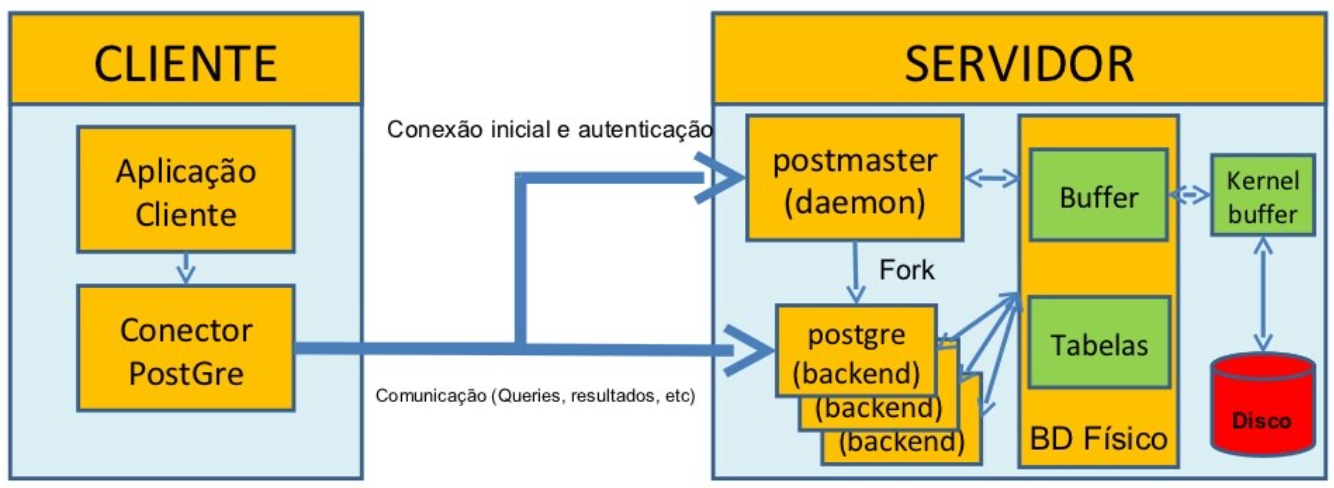 CLIENTE
Aplicação
Cliente
Conector
PostGre
Conexão inicial e autenticação
Comunicação (Queries, resultados, etc)
SERVIDOR
postmaster
(daemon)
Fork
postgre
(backend)
(backend)
(backend)
Buffer
Tabelas
BD Físico
Kernel
buffer
Disco